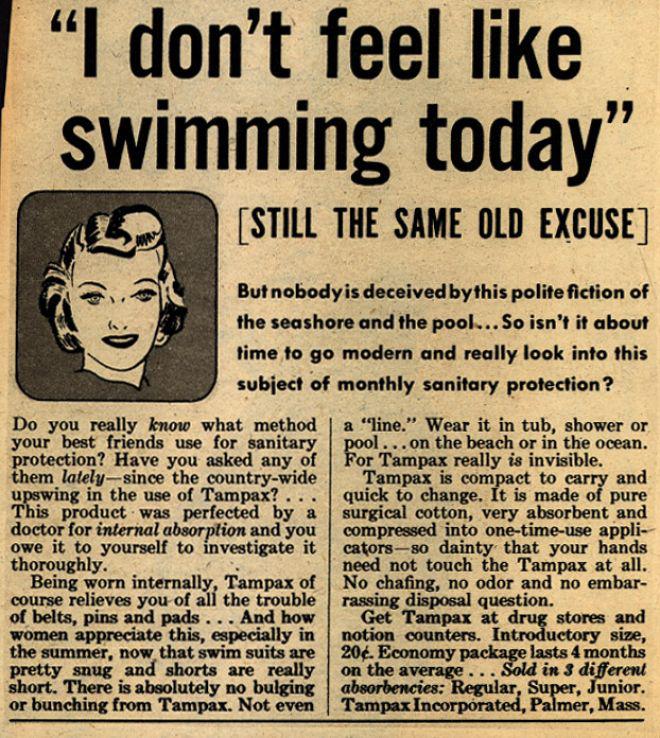 “I don’t feel like
swimming today”
[STILL THE SAME OLD EXCUSE]
But nobody is deceived by this polite fiction of
the seashore and the pool...So isn’t it about
time to go modern and really look into this
subject of monthly sanitary protection?
Do you really know what method
your best friends use for sanitary
protection? Have you asked any of
them lately—since the country-wide
upswing in the use of Tampax? . . .
This product was perfected by a
doctor for internal absorption and you
owe it to yourself to investigate it
thoroughly.
Being worn internally, Tampax of
course relieves you of all the trouble
of belts, pins and pads . . . And how
women appreciate this, especially in
the summer, now that swim suits are
pretty snug and shorts are really
short. There is absolutely no bulging
or bunching from Tampax. Not even
a “line.” Wear it in tub, shower or
pool . . . on the beach or in the ocean.
For Tampax really is invisible.
Tampax is compact to carry and
quick to change. It is made of pure
surgical cotton, very absorbent and
compressed into one-time-use appli-
cators—so dainty that your hands
need not touch the Tampax at all.
No chafing, no odor and no embar-
rassing disposal question.
Get Tampax at drug stores and
notion counters. Introductory size,
20¢. Economy package lasts 4 months
on the average . . . Sold in 3 different
absorbencies: Regular, Super, Junior.
Tampax Incorporated, Palmer, Mass.